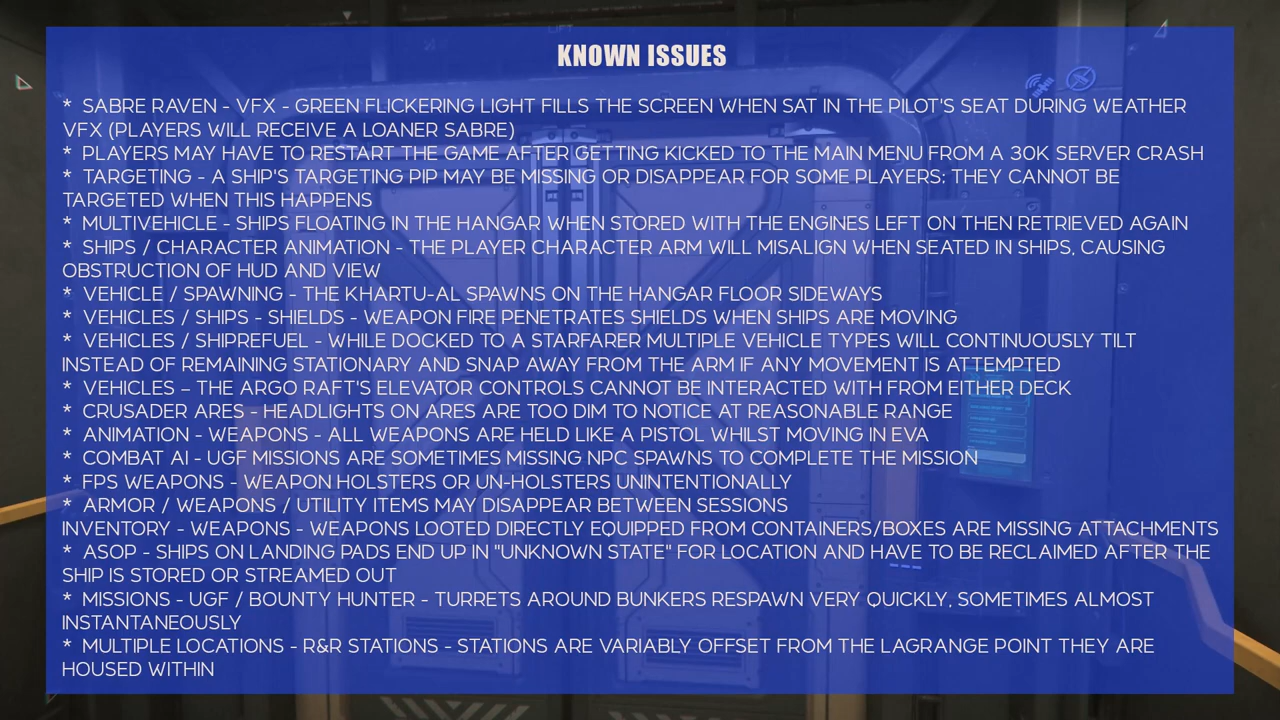 KNOWN ISSUES
* SABRE RAVEN - VFX - GREEN FLICKERING LIGHT FILLS THE SCREEN WHEN SAT IN THE PILOT'S SEAT DURING WEATHER
VFX (PLAYERS WILL RECEIVE A LOANER SABRE)
* PLAYERS MAY HAVE TO RESTART THE GAME AFTER GETTING KICKED TO THE MAIN MENU FROM A 30K SERVER CRASH
* TARGETING - A SHIP'S TARGETING PIP MAY BE MISSING OR DISAPPEAR FOR SOME PLAYERS; THEY CANNOT BE
TARGETED WHEN THIS HAPPENS
* MULTIVEHICLE - SHIPS FLOATING IN THE HANGAR WHEN STORED WITH THE ENGINES LEFT ON THEN RETRIEVED AGAIN
* SHIPS / CHARACTER ANIMATION - THE PLAYER CHARACTER ARM WILL MISALIGN WHEN SEATED IN SHIPS, CAUSING
OBSTRUCTION OF HUD AND VIEW
* VEHICLE / SPAWNING - THE KHARTU-AL SPAWNS ON THE HANGAR FLOOR SIDEWAYS
* VEHICLES / SHIPS - SHIELDS - WEAPON FIRE PENETRATES SHIELDS WHEN SHIPS ARE MOVING
* VEHICLES / SHIPREFUEL - WHILE DOCKED TO A STARFARER MULTIPLE VEHICLE TYPES WILL CONTINUOUSLY TILT
INSTEAD OF REMAINING STATIONARY AND SNAP AWAY FROM THE ARM IF ANY MOVEMENT IS ATTEMPTED
* VEHICLES – THE ARGO RAFT'S ELEVATOR CONTROLS CANNOT BE INTERACTED WITH FROM EITHER DECK
* CRUSADER ARES - HEADLIGHTS ON ARES ARE TOO DIM TO NOTICE AT REASONABLE RANGE
* ANIMATION - WEAPONS - ALL WEAPONS ARE HELD LIKE A PISTOL WHILST MOVING IN EVA
* COMBAT AI - UGF MISSIONS ARE SOMETIMES MISSING NPC SPAWNS TO COMPLETE THE MISSION
* FPS WEAPONS - WEAPON HOLSTERS OR UN-HOLSTERS UNINTENTIONALLY
* ARMOR / WEAPONS / UTILITY ITEMS MAY DISAPPEAR BETWEEN SESSIONS
INVENTORY - WEAPONS - WEAPONS LOOTED DIRECTLY EQUIPPED FROM CONTAINERS/BOXES ARE MISSING ATTACHMENTS
* ASOP - SHIPS ON LANDING PADS END UP IN "UNKNOWN STATE" FOR LOCATION AND HAVE TO BE RECLAIMED AFTER THE
SHIP IS STORED OR STREAMED OUT
* MISSIONS - UGF / BOUNTY HUNTER - TURRETS AROUND BUNKERS RESPAWN VERY QUICKLY, SOMETIMES ALMOST
INSTANTANEOUSLY
* MULTIPLE LOCATIONS - R&R STATIONS - STATIONS ARE VARIABLY OFFSET FROM THE LAGRANGE POINT THEY ARE
HOUSED WITHIN